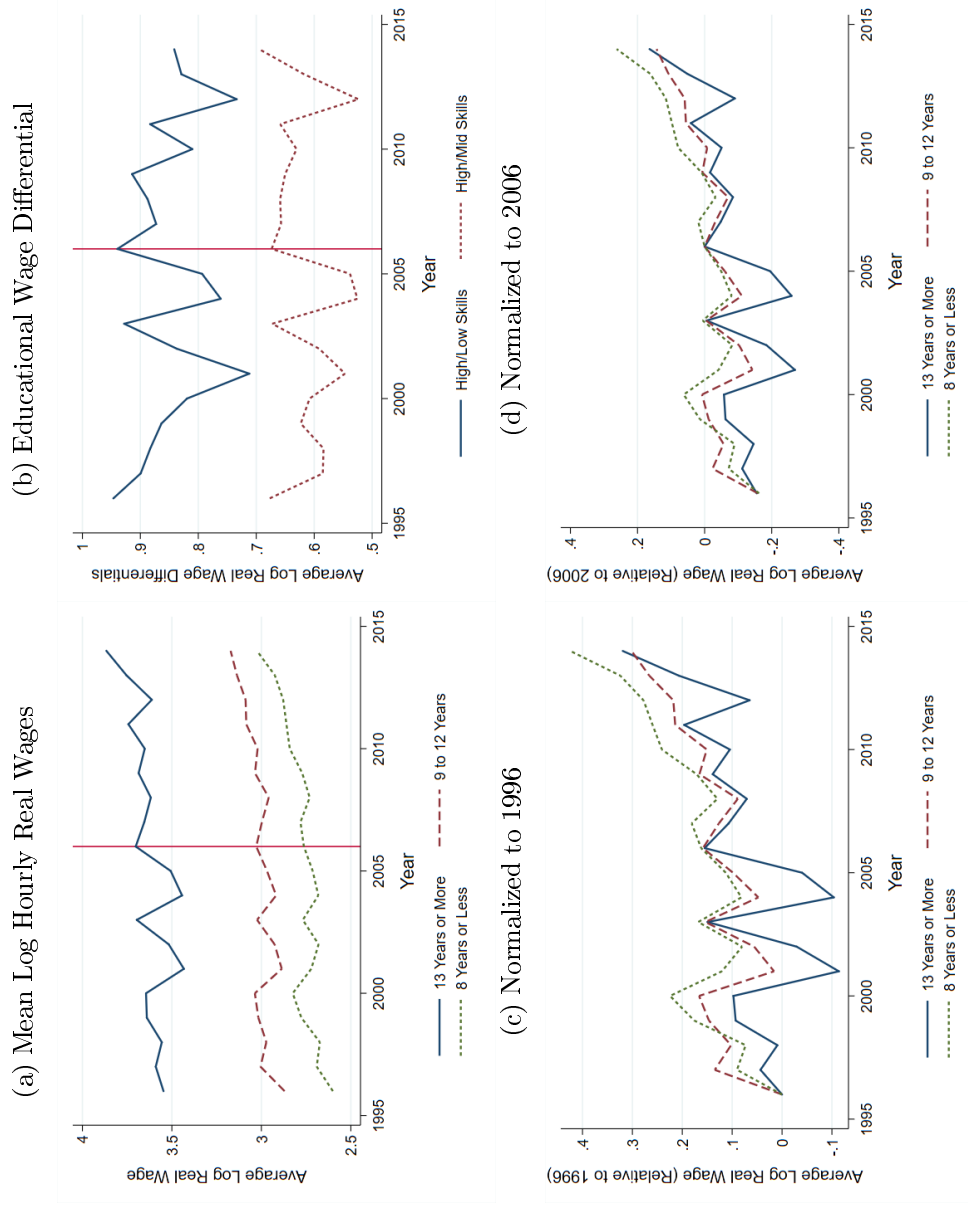 (a) Mean Log Hourly Real Wages
Average Log Real Wage
4
3.5
3
2.5
1995
2000
2005
2010
2015
Year
13 Years or More
9 to 12 Years
8 Years or Less
(b) Educational Wage Differential
Average Log Real Wage Differentials
1
.9
.8
.7
.6
.5
1995
2000
2005
2010
2015
Year
High/Low Skills
High/Mid Skills
(c) Normalized to 1996
Average Log Real Wage (Relative to 1996)
.4
.3
.2
.1
0
-.1
1995
2000
2005
2010
2015
Year
13 Years or More
9 to 12 Years
8 Years or Less
(d) Normalized to 2006
Average Log Real Wage (Relative to 2006)
.4
.2
0
-.2
-.4
1995
2000
2005
2010
2015
Year
13 Years or More
9 to 12 Years
8 Years or Less